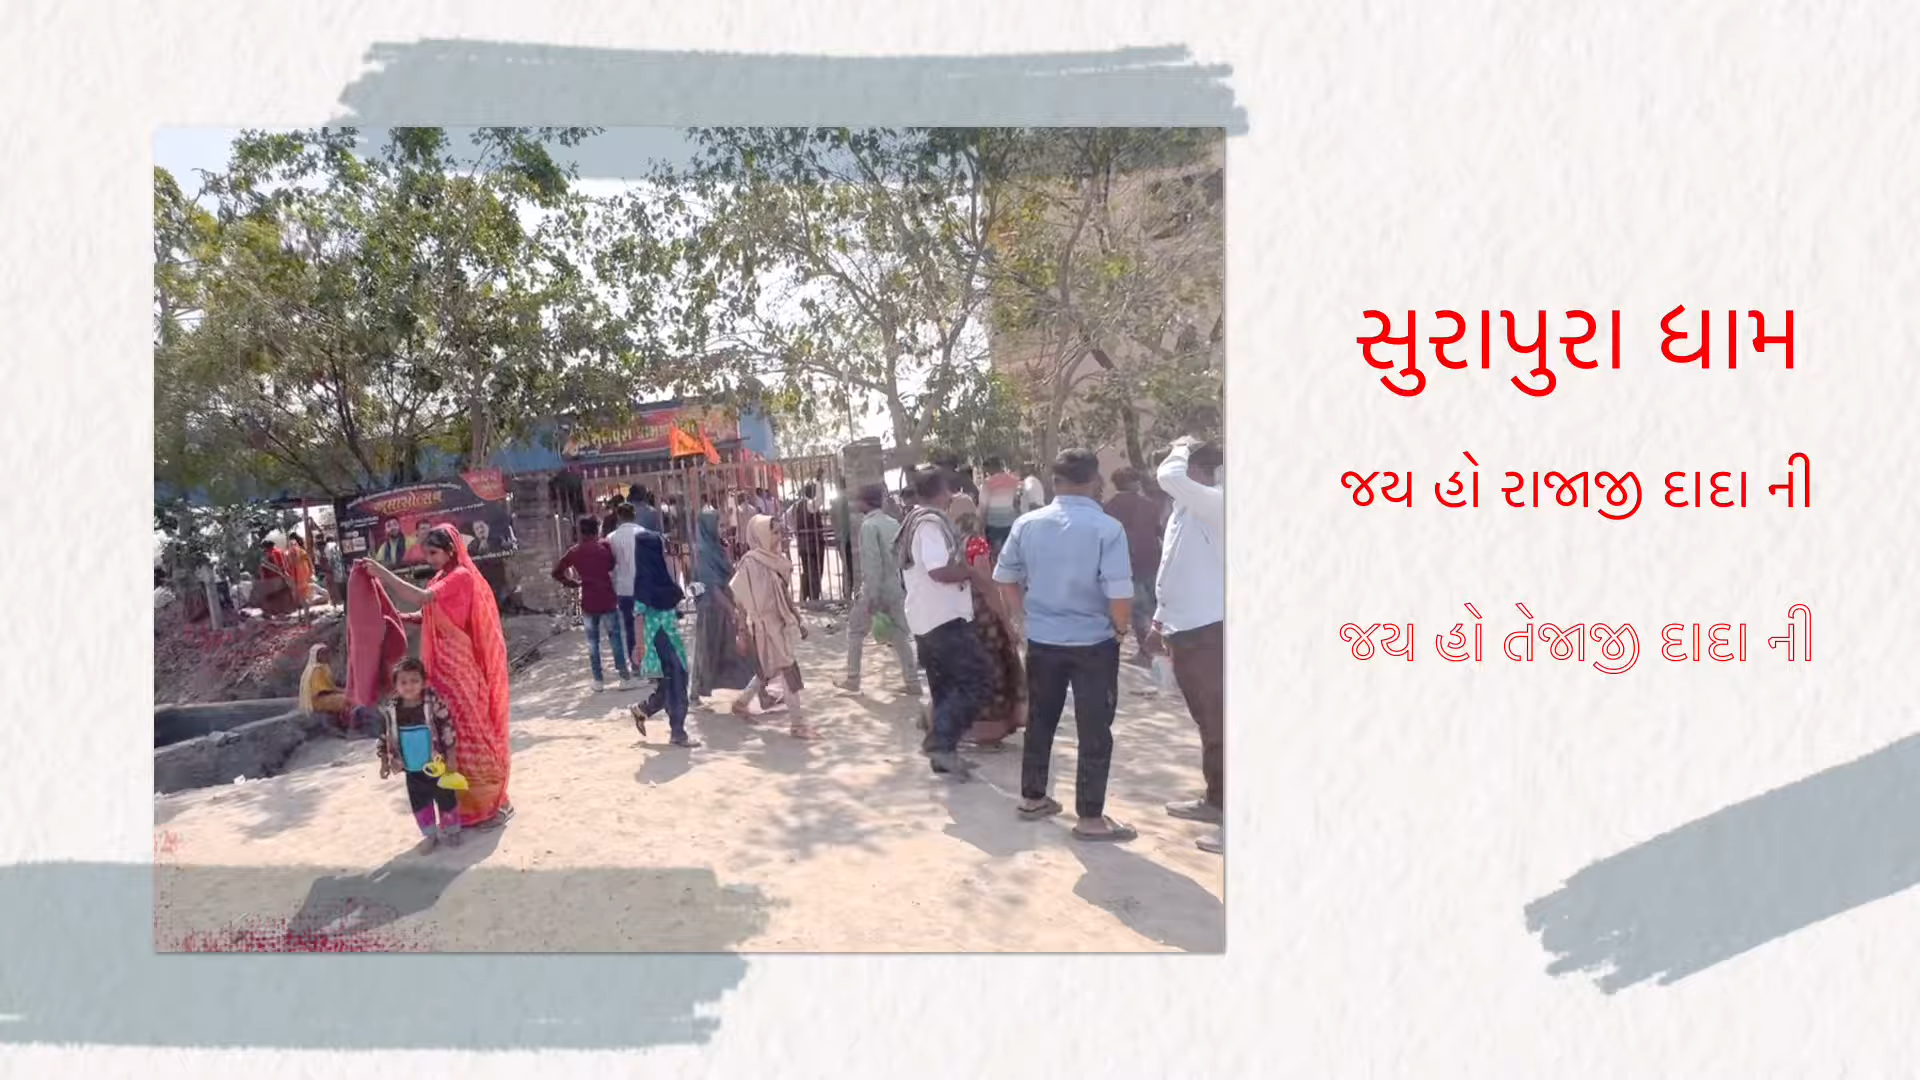 સુરાપુરા ધામ
જય હો રાજાજી દાદા ની
જય હો તેજાજી દાદા ની
સુરાપુરા ધામ